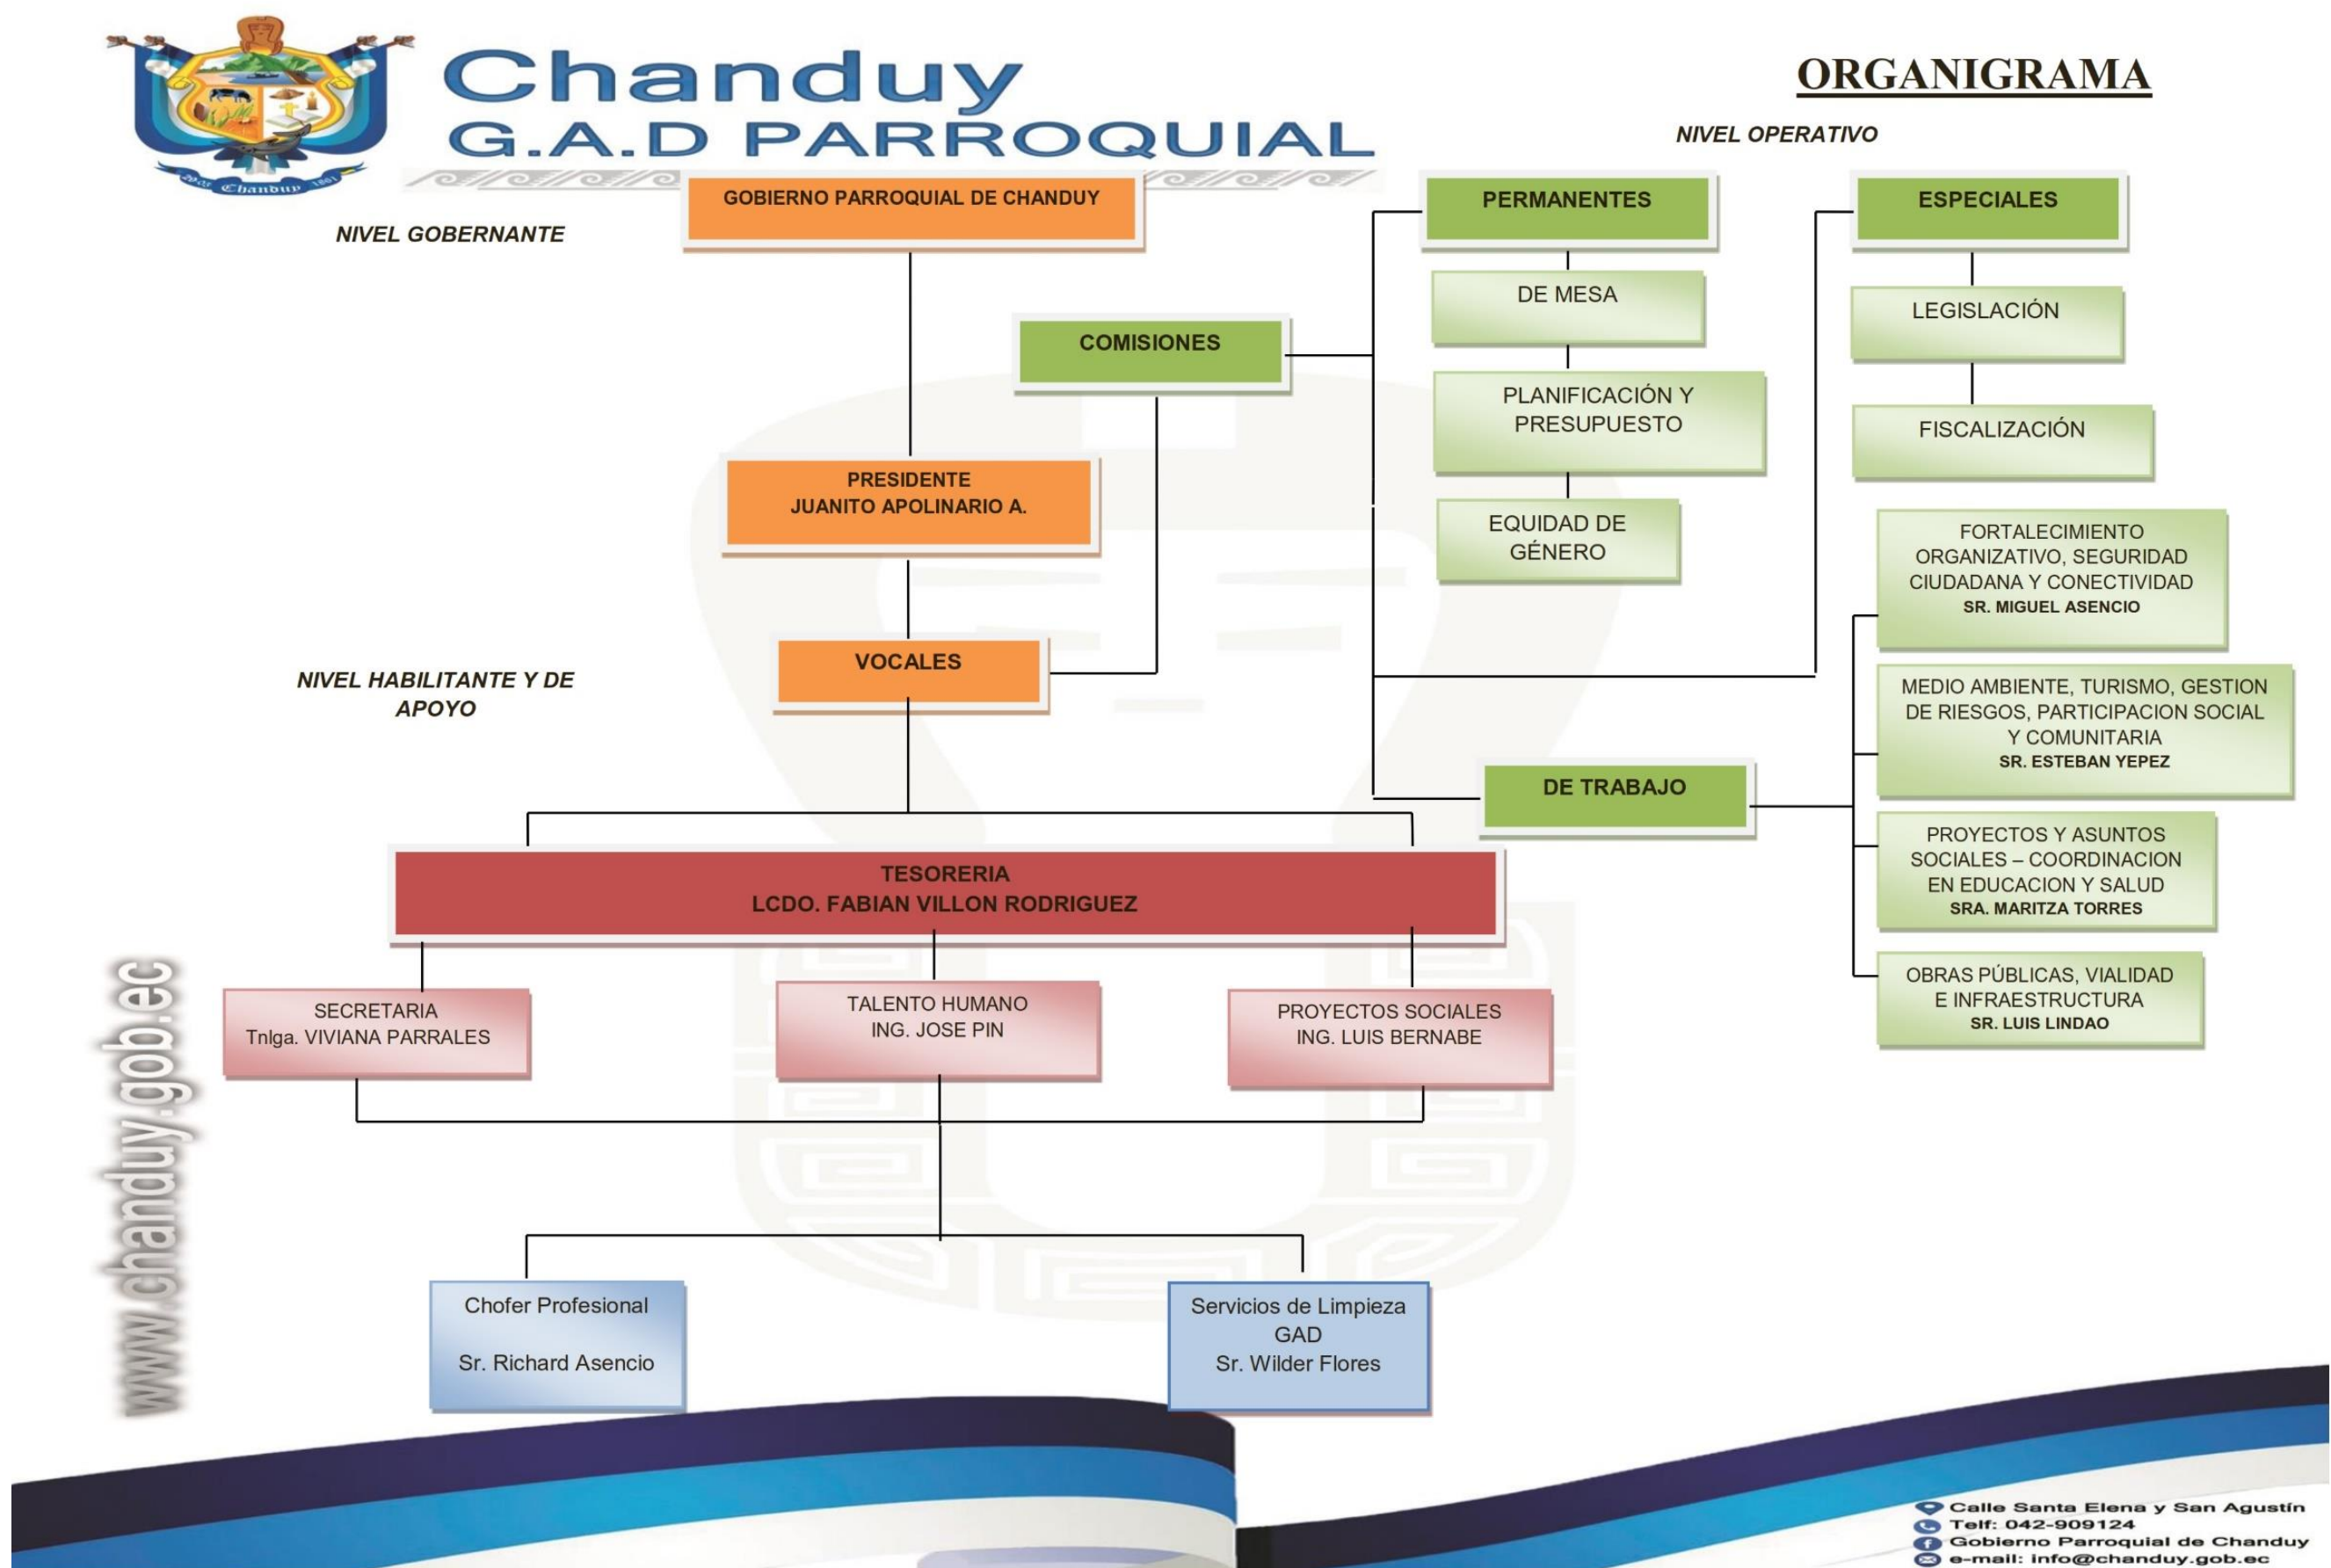 Chanduy
G.A.D PARROQUIAL
Chanduy
ORGANIGRAMA
NIVEL OPERATIVO
NIVEL GOBERNANTE
GOBIERNO PARROQUIAL DE CHANDUY
PERMANENTES
ESPECIALES
DE MESA
LEGISLACIÓN
COMISIONES
PLANIFICACIÓN Y
PRESUPUESTO
FISCALIZACIÓN
PRESIDENTE
JUANITO APOLINARIO A.
EQUIDAD DE
GÉNERO
FORTALECIMIENTO
ORGANIZATIVO, SEGURIDAD
CIUDADANA Y CONECTIVIDAD
SR. MIGUEL ASENCIO
VOCALES
NIVEL HABILITANTE Y DE
APOYO
MEDIO AMBIENTE, TURISMO, GESTION
DE RIESGOS, PARTICIPACION SOCIAL
Y COMUNITARIA
SR. ESTEBAN YEPEZ
DE TRABAJO
PROYECTOS Y ASUNTOS
SOCIALES – COORDINACION
EN EDUCACION Y SALUD
SRA. MARITZA TORRES
TESORERIA
LCDO. FABIAN VILLON RODRIGUEZ
OBRAS PÚBLICAS, VIALIDAD
E INFRAESTRUCTURA
SR. LUIS LINDAO
SECRETARIA
Tnlga. VIVIANA PARRALES
TALENTO HUMANO
ING. JOSE PIN
PROYECTOS SOCIALES
ING. LUIS BERNABE
www.chanduy.gob.ec
Chofer Profesional
Sr. Richard Asencio
Servicios de Limpieza
GAD
Sr. Wilder Flores
Calle Santa Elena y San Agustín
Telf: 042-909124
Gobierno Parroquial de Chanduy
e-mail: info@chanduy.gob.ec